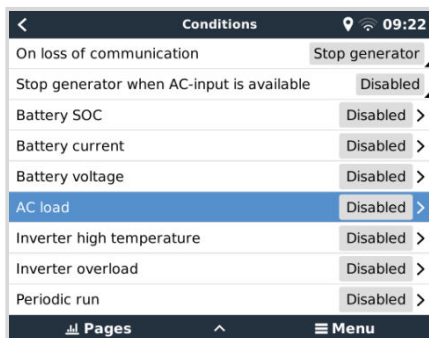 Conditions 09:22
On loss of communication Stop generator
Stop generator when AC-input is available Disabled
Battery SOC Disabled
Battery current Disabled
Battery voltage Disabled
AC load Disabled
Inverter high temperature Disabled
Inverter overload Disabled
Periodic run Disabled
Pages Menu